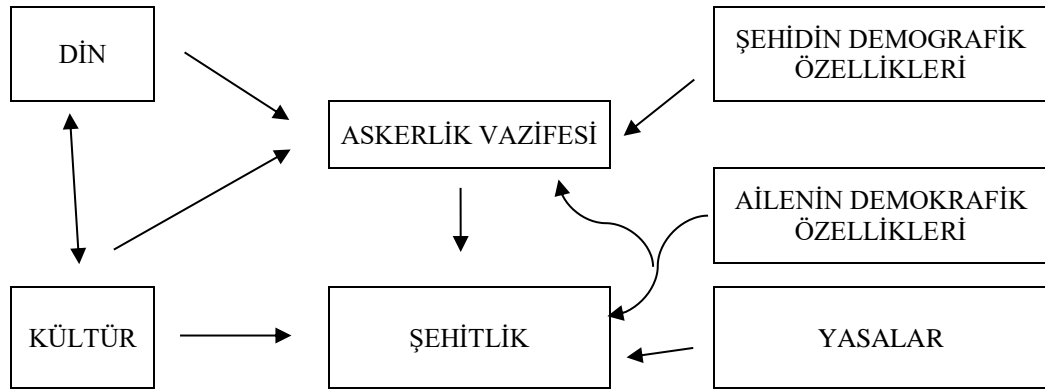 DİN
ŞEHİDİN DEMOGRAFİK
ÖZELLİKLERİ
ASKERLİK VAZİFESİ
AİLENİN DEMOKRAFİK
ÖZELLİKLERİ
KÜLTÜR
ŞEHİTLİK
YASALAR